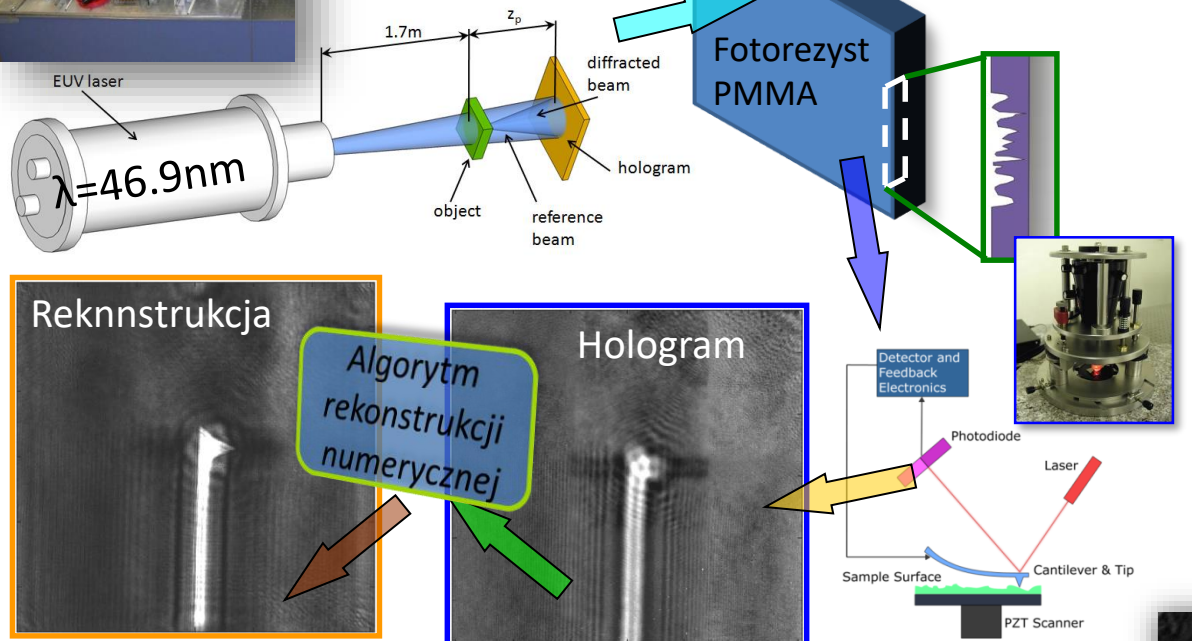 1.7m
zp
EUV laser
λ=46.9nm
diffracted
beam
hologram
object
reference
beam
Fotorezyst
PMMA
Reknnstrukcja
Algorytm
rekonstrukcji
numerycznej
Hologram
Detector and
Feedback
Electronics
Photodiode
Laser
Cantilever & Tip
Sample Surface
PZT Scanner